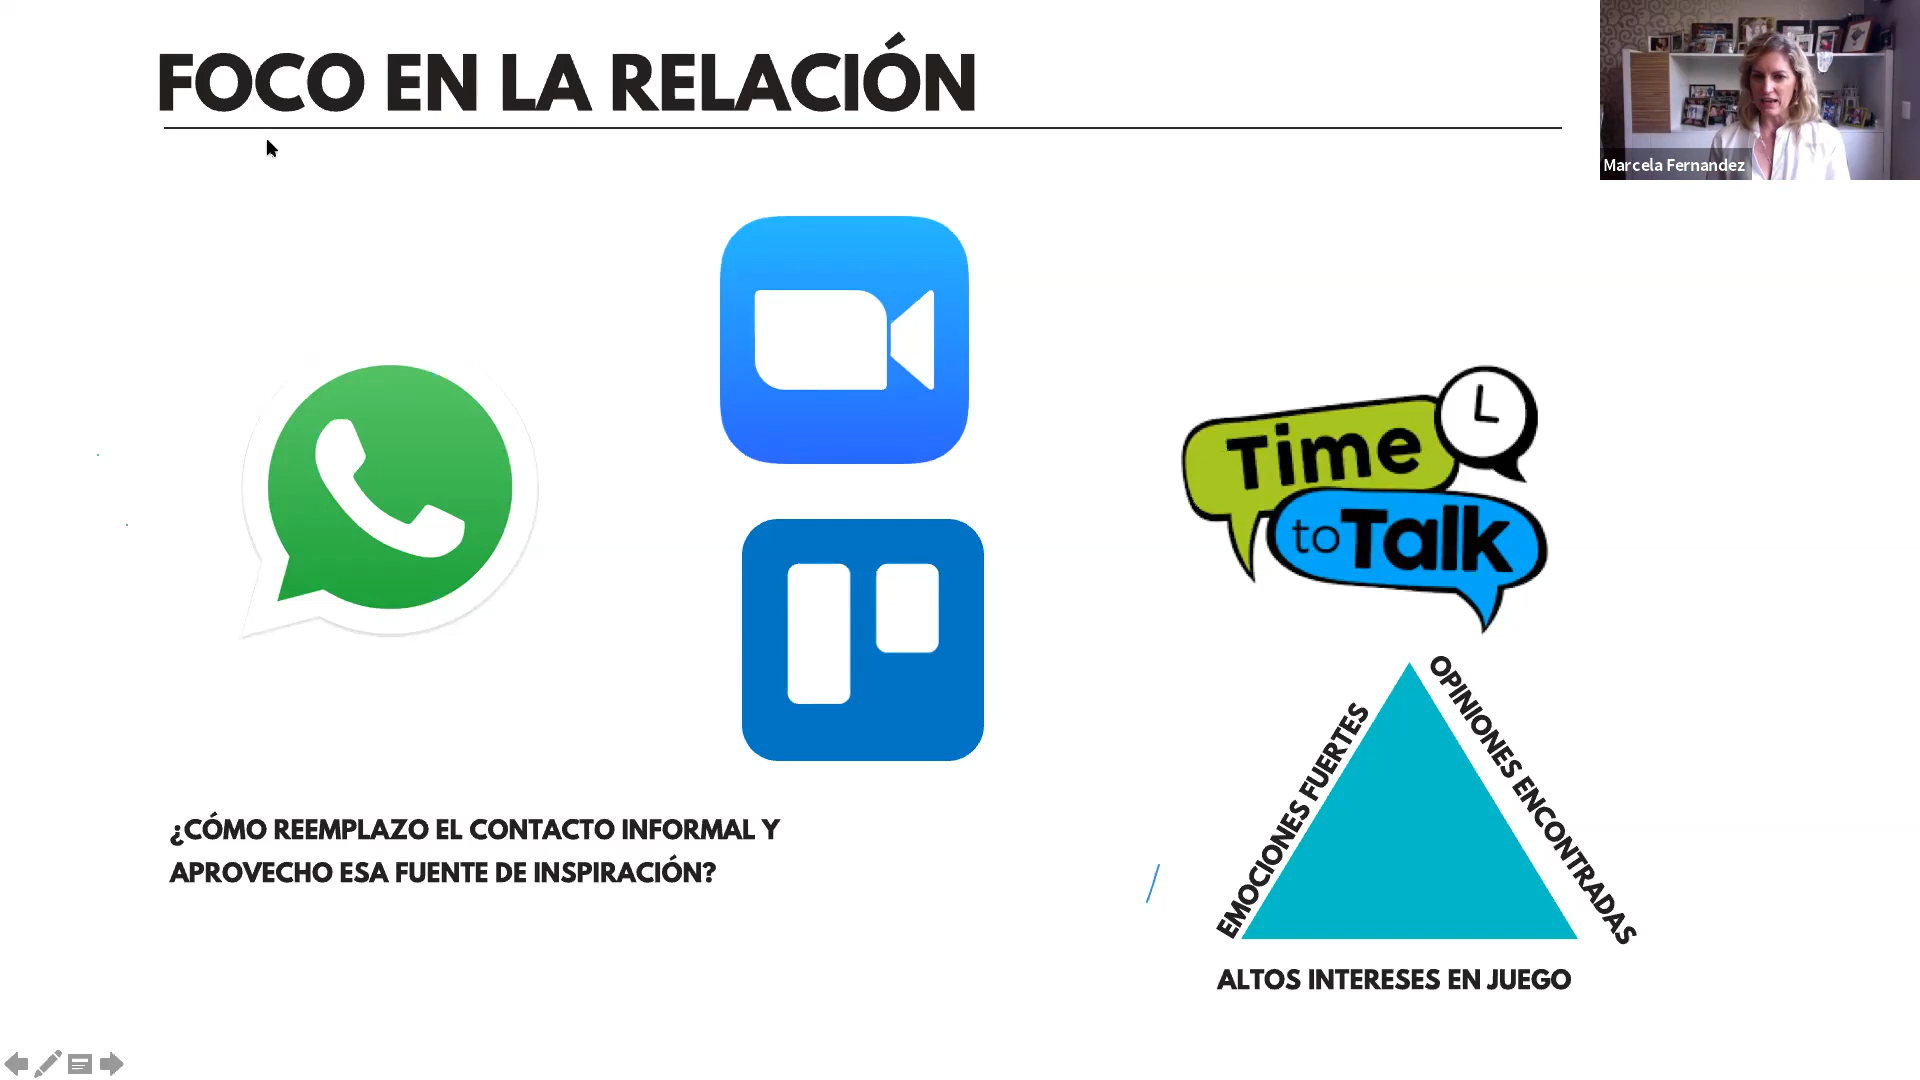 FOCO EN LA RELACIÓN
Marcela Fernandez
Time
to Talk
EMOCIONES FUERTES
OPINIONES ENCONTRADAS
¿CÓMO REEMPLAZO EL CONTACTO INFORMAL Y
APROVECHO ESA FUENTE DE INSPIRACIÓN?
ALTOS INTERESES EN JUEGO